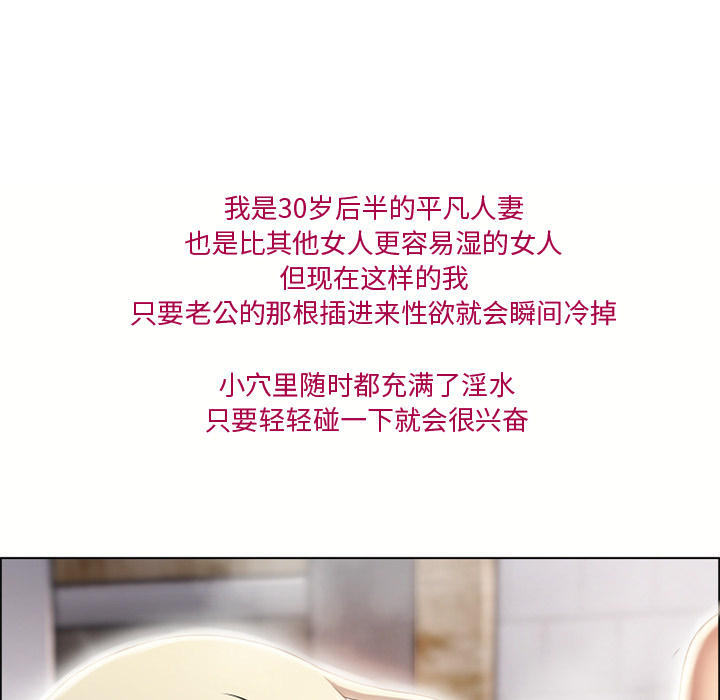 我是30岁后半的平凡人妻
也是比其他女人更容易湿的女人
但现在这样的我
只要老公的那根插进来性欲就会瞬间冷掉
小穴里随时都充满了淫水
只要轻轻碰一下就会很兴奋